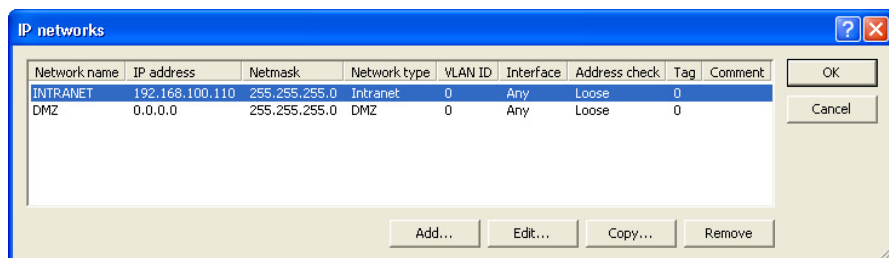 IP networks
Network name IP address Netmask Network type VLAN ID Interface Address check Tag Comment
INTRANET 192.168.100.110 255.255.255.0 Intranet 0 Any Loose 0
DMZ 0.0.0.0 255.255.255.0 DMZ 0 Any Loose 0
OK
Cancel
Add... Edit... Copy... Remove